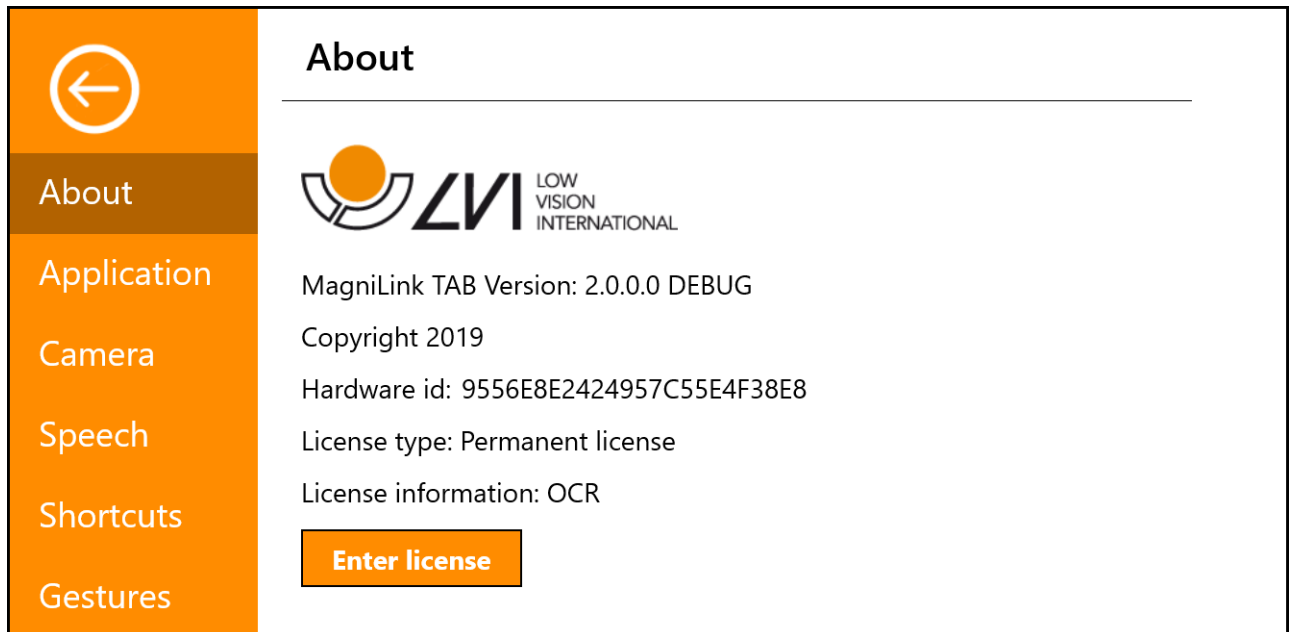 About
Application
Camera
Speech
Shortcuts
Gestures
About
LVI
LOW
VISION
INTERNATIONAL
MagniLink TAB Version: 2.0.0.0 DEBUG
Copyright 2019
Hardware id: 9556E8E2424957C55E4F38E8
License type: Permanent license
License information: OCR
Enter license